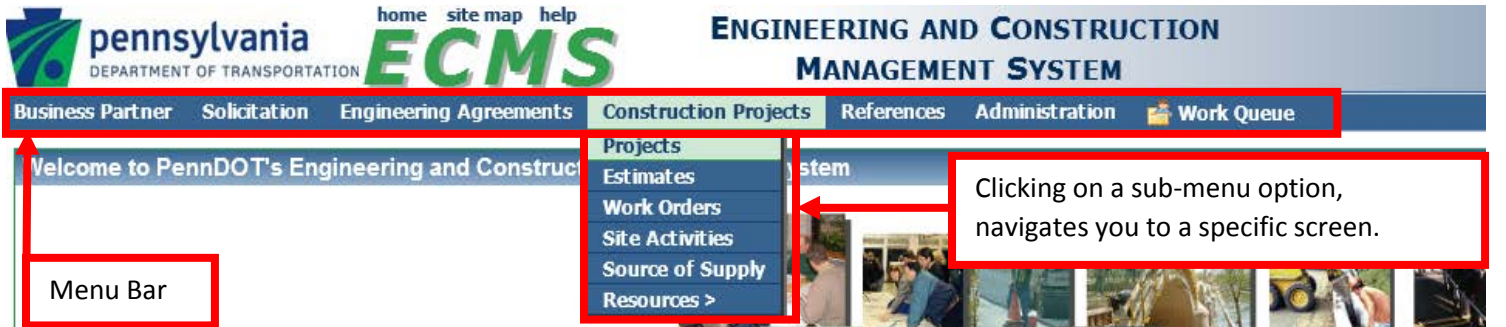 home site map help
pennsylvania
DEPARTMENT OF TRANSPORTATION
ECMS
ENGINEERING AND CONSTRUCTION
MANAGEMENT SYSTEM
Business Partner Solicitation Engineering Agreements Construction Projects References Administration Work Queue
Welcome to PennDOT's Engineering and Construct ystem
Projects
Estimates
Work Orders
Site Activities
Source of Supply
Resources >
Clicking on a sub-menu option,
navigates you to a specific screen.
Menu Bar